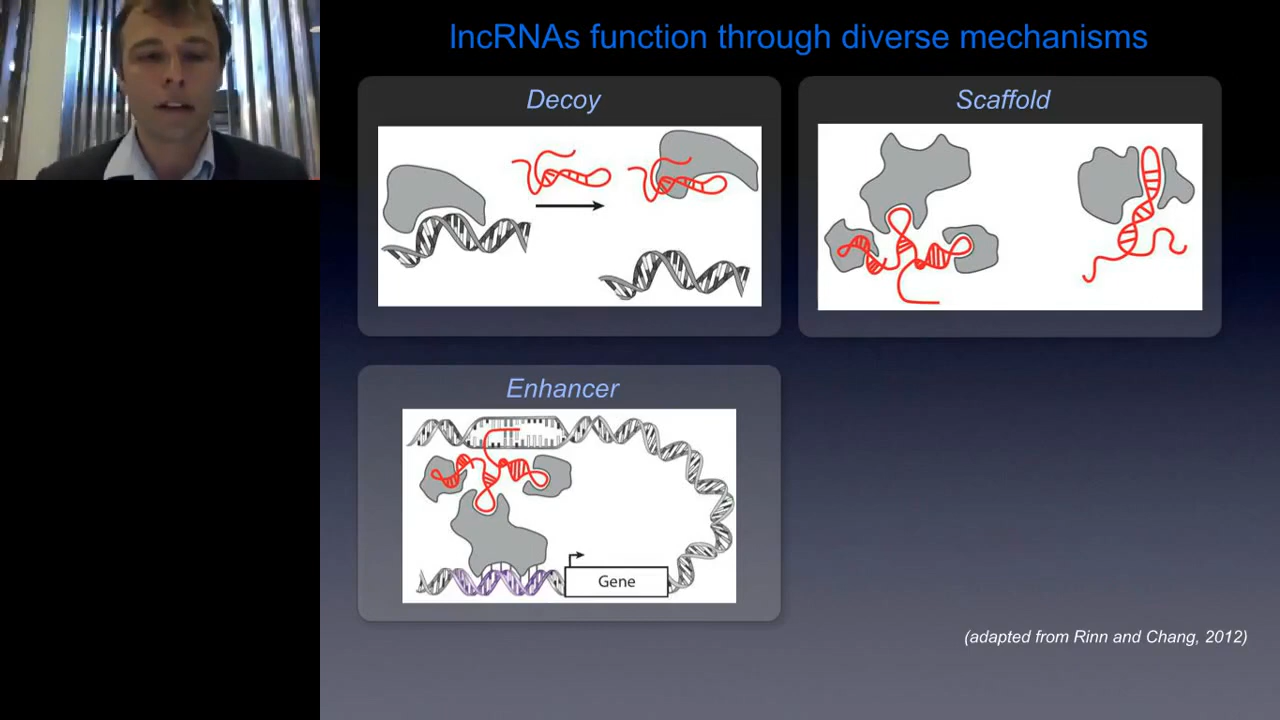 lncRNAs function through diverse mechanisms
Decoy
Scaffold
Enhancer
Gene
(adapted from Rinn and Chang, 2012)